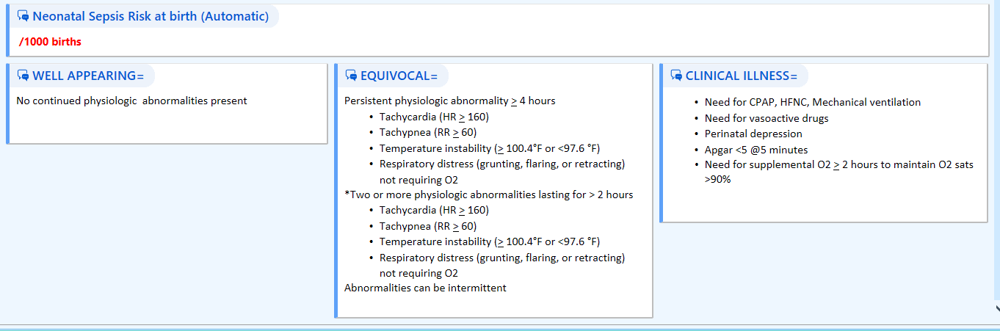 Neonatal Sepsis Risk at birth (Automatic)
/1000 births
WELL APPEARING=
No continued physiologic abnormalities present
EQUIVOCAL=
Persistent physiologic abnormality ≥ 4 hours
• Tachycardia (HR ≥ 160)
• Tachypnea (RR ≥ 60)
• Temperature instability (≥ 100.4°F or <97.6 °F)
• Respiratory distress (grunting, flaring, or retracting)
not requiring O2
*Two or more physiologic abnormalities lasting for > 2 hours
• Tachycardia (HR ≥ 160)
• Tachypnea (RR ≥ 60)
• Temperature instability (≥ 100.4°F or <97.6 °F)
• Respiratory distress (grunting, flaring, or retracting)
not requiring O2
Abnormalities can be intermittent
CLINICAL ILLNESS=
• Need for CPAP, HFNC, Mechanical ventilation
• Need for vasoactive drugs
• Perinatal depression
• Apgar <5 @5 minutes
• Need for supplemental O2 ≥ 2 hours to maintain O2 sats
>90%